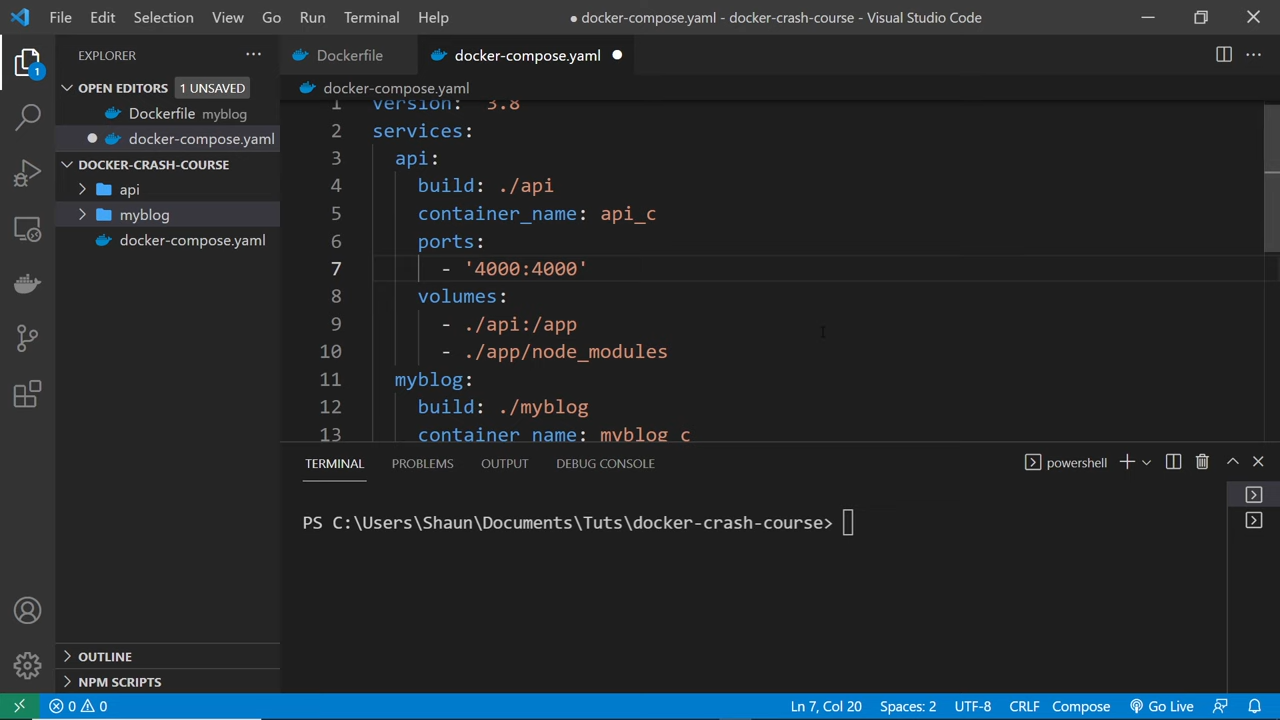 File Edit Selection View Go Run Terminal Help
● docker-compose.yaml - docker-crash-course - Visual Studio Code
EXPLORER
Dockerfile
docker-compose.yaml
OPEN EDITORS 1 UNSAVED
docker-compose.yaml
Dockerfile myblog
docker-compose.yaml
DOCKER-CRASH-COURSE
api
myblog
docker-compose.yaml
1
1 version: "3.8"
2 services:
3 api:
4 build: ./api
5 container_name: api_c
6 ports:
7 - '4000:4000'
8 volumes:
9 - ./api:/app
10 - ./app/node_modules
11 myblog:
12 build: ./myblog
13 container_name: myblog_c
TERMINAL PROBLEMS OUTPUT DEBUG CONSOLE
powershell
PS C:\Users\Shaun\Documents\Tuts\docker-crash-course>
OUTLINE
NPM SCRIPTS
0 0
Ln 7, Col 20 Spaces: 2 UTF-8 CRLF Compose Go Live